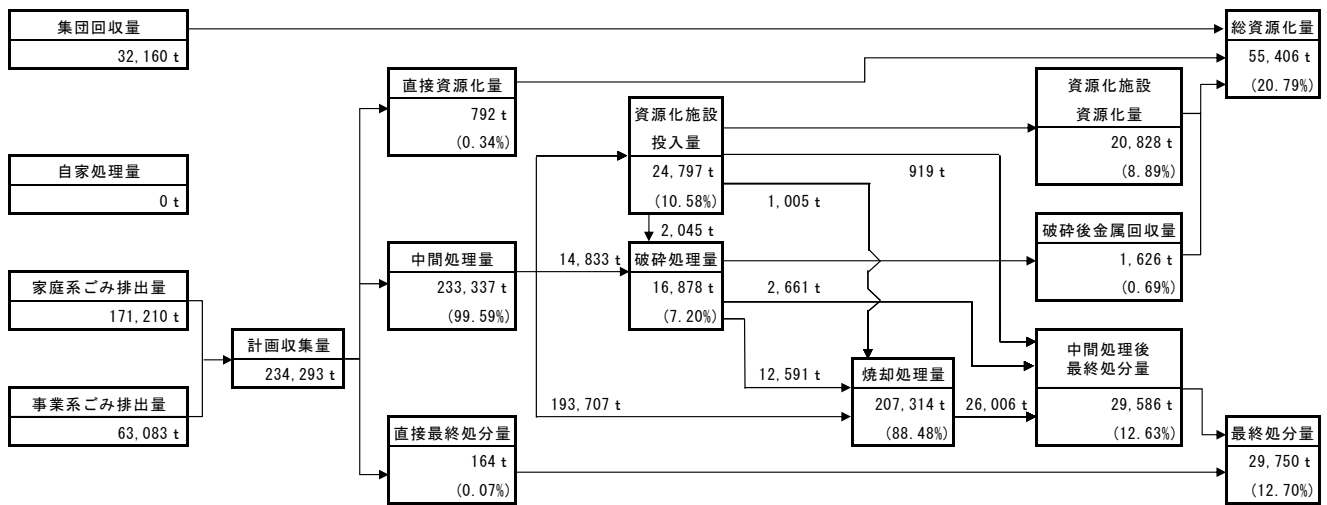 集団回収量
32,160 t
自家処理量
0 t
家庭系ごみ排出量
171,210 t
事業系ごみ排出量
63,083 t
計画収集量
234,293 t
直接資源化量
792 t
(0.34%)
中間処理量
233,337 t
(99.59%)
直接最終処分量
164 t
(0.07%)
14,833 t
193,707 t
資源化施設
投入量
24,797 t
(10.58%)
2,045 t
破砕処理量
16,878 t
(7.20%)
919 t
1,005 t
2,661 t
12,591 t
焼却処理量
207,314 t
(88.48%)
26,006 t
資源化施設
資源化量
20,828 t
(8.89%)
破砕後金属回収量
1,626 t
(0.69%)
中間処理後
最終処分量
29,586 t
(12.63%)
総資源化量
55,406 t
(20.79%)
最終処分量
29,750 t
(12.70%)